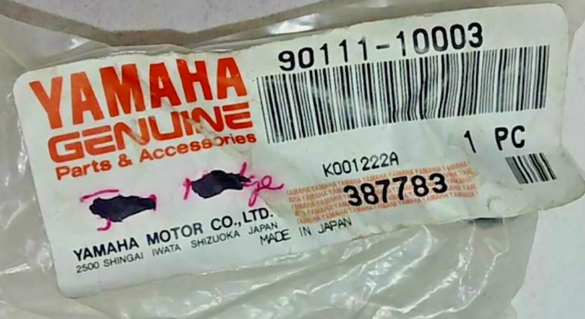 YAMAHA
GENUINE
Parts & Accessories
90111-10003
1 PC
K001222A
387783
YAMAHA MOTOR CO., LTD.
2500 SHINGAI IWATA SHIZUOKA JAPAN
MADE IN JAPAN